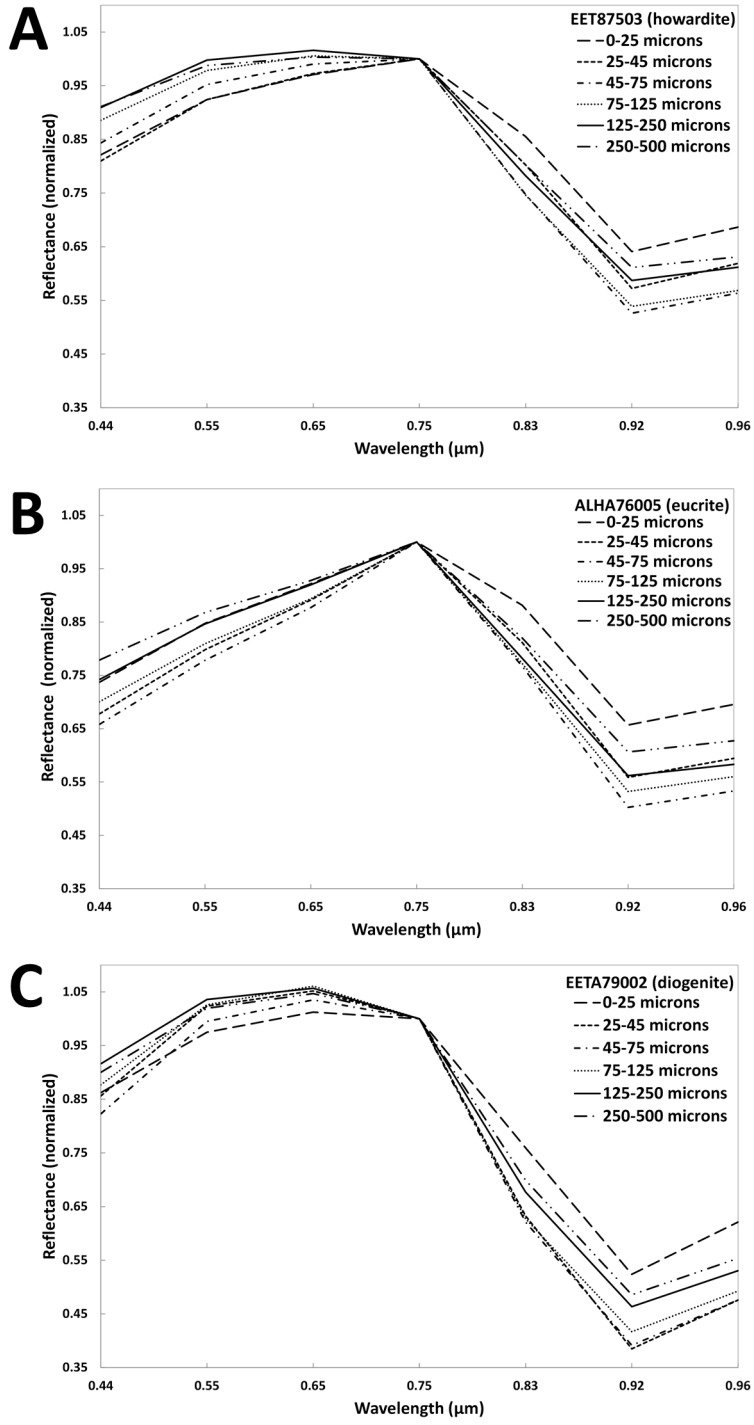 A
EET87503 (howardite)
0-25 microns
25-45 microns
45-75 microns
75-125 microns
125-250 microns
250-500 microns
Reflectance (normalized)
1.05
0.95
0.85
0.75
0.65
0.55
0.45
0.35
0.44 0.55 0.65 0.75 0.83 0.92 0.96
Wavelength (µm)
B
ALHA76005 (eucrite)
0-25 microns
25-45 microns
45-75 microns
75-125 microns
125-250 microns
250-500 microns
Reflectance (normalized)
1.05
0.95
0.85
0.75
0.65
0.55
0.45
0.35
0.44 0.55 0.65 0.75 0.83 0.92 0.96
Wavelength (µm)
C
EETA79002 (diogenite)
0-25 microns
25-45 microns
45-75 microns
75-125 microns
125-250 microns
250-500 microns
Reflectance (normalized)
1.05
0.95
0.85
0.75
0.65
0.55
0.45
0.35
0.44 0.55 0.65 0.75 0.83 0.92 0.96
Wavelength (µm)